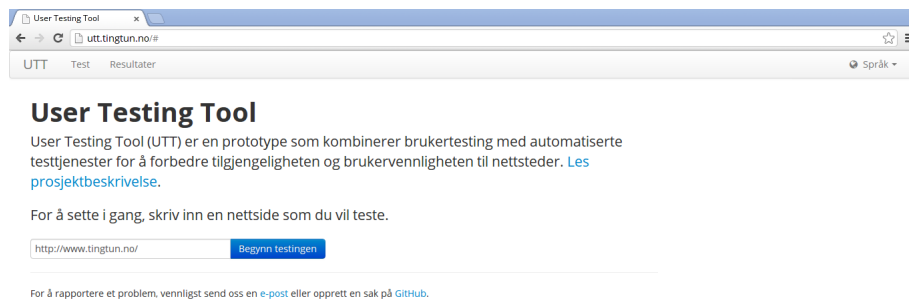 User Testing Tool
utt.tingtun.no/#
UTT Test Resultater Språk
User Testing Tool
User Testing Tool (UTT) er en prototype som kombinerer brukertesting med automatiserte
testtjenester for å forbedre tilgjengeligheten og brukervennligheten til nettsteder. Les
prosjektbeskrivelse.
For å sette i gang, skriv inn en nettside som du vil teste.
http://www.tingtun.no/ Begynn testingen
For å rapportere et problem, vennligst send oss en e-post eller opprett en sak på GitHub.